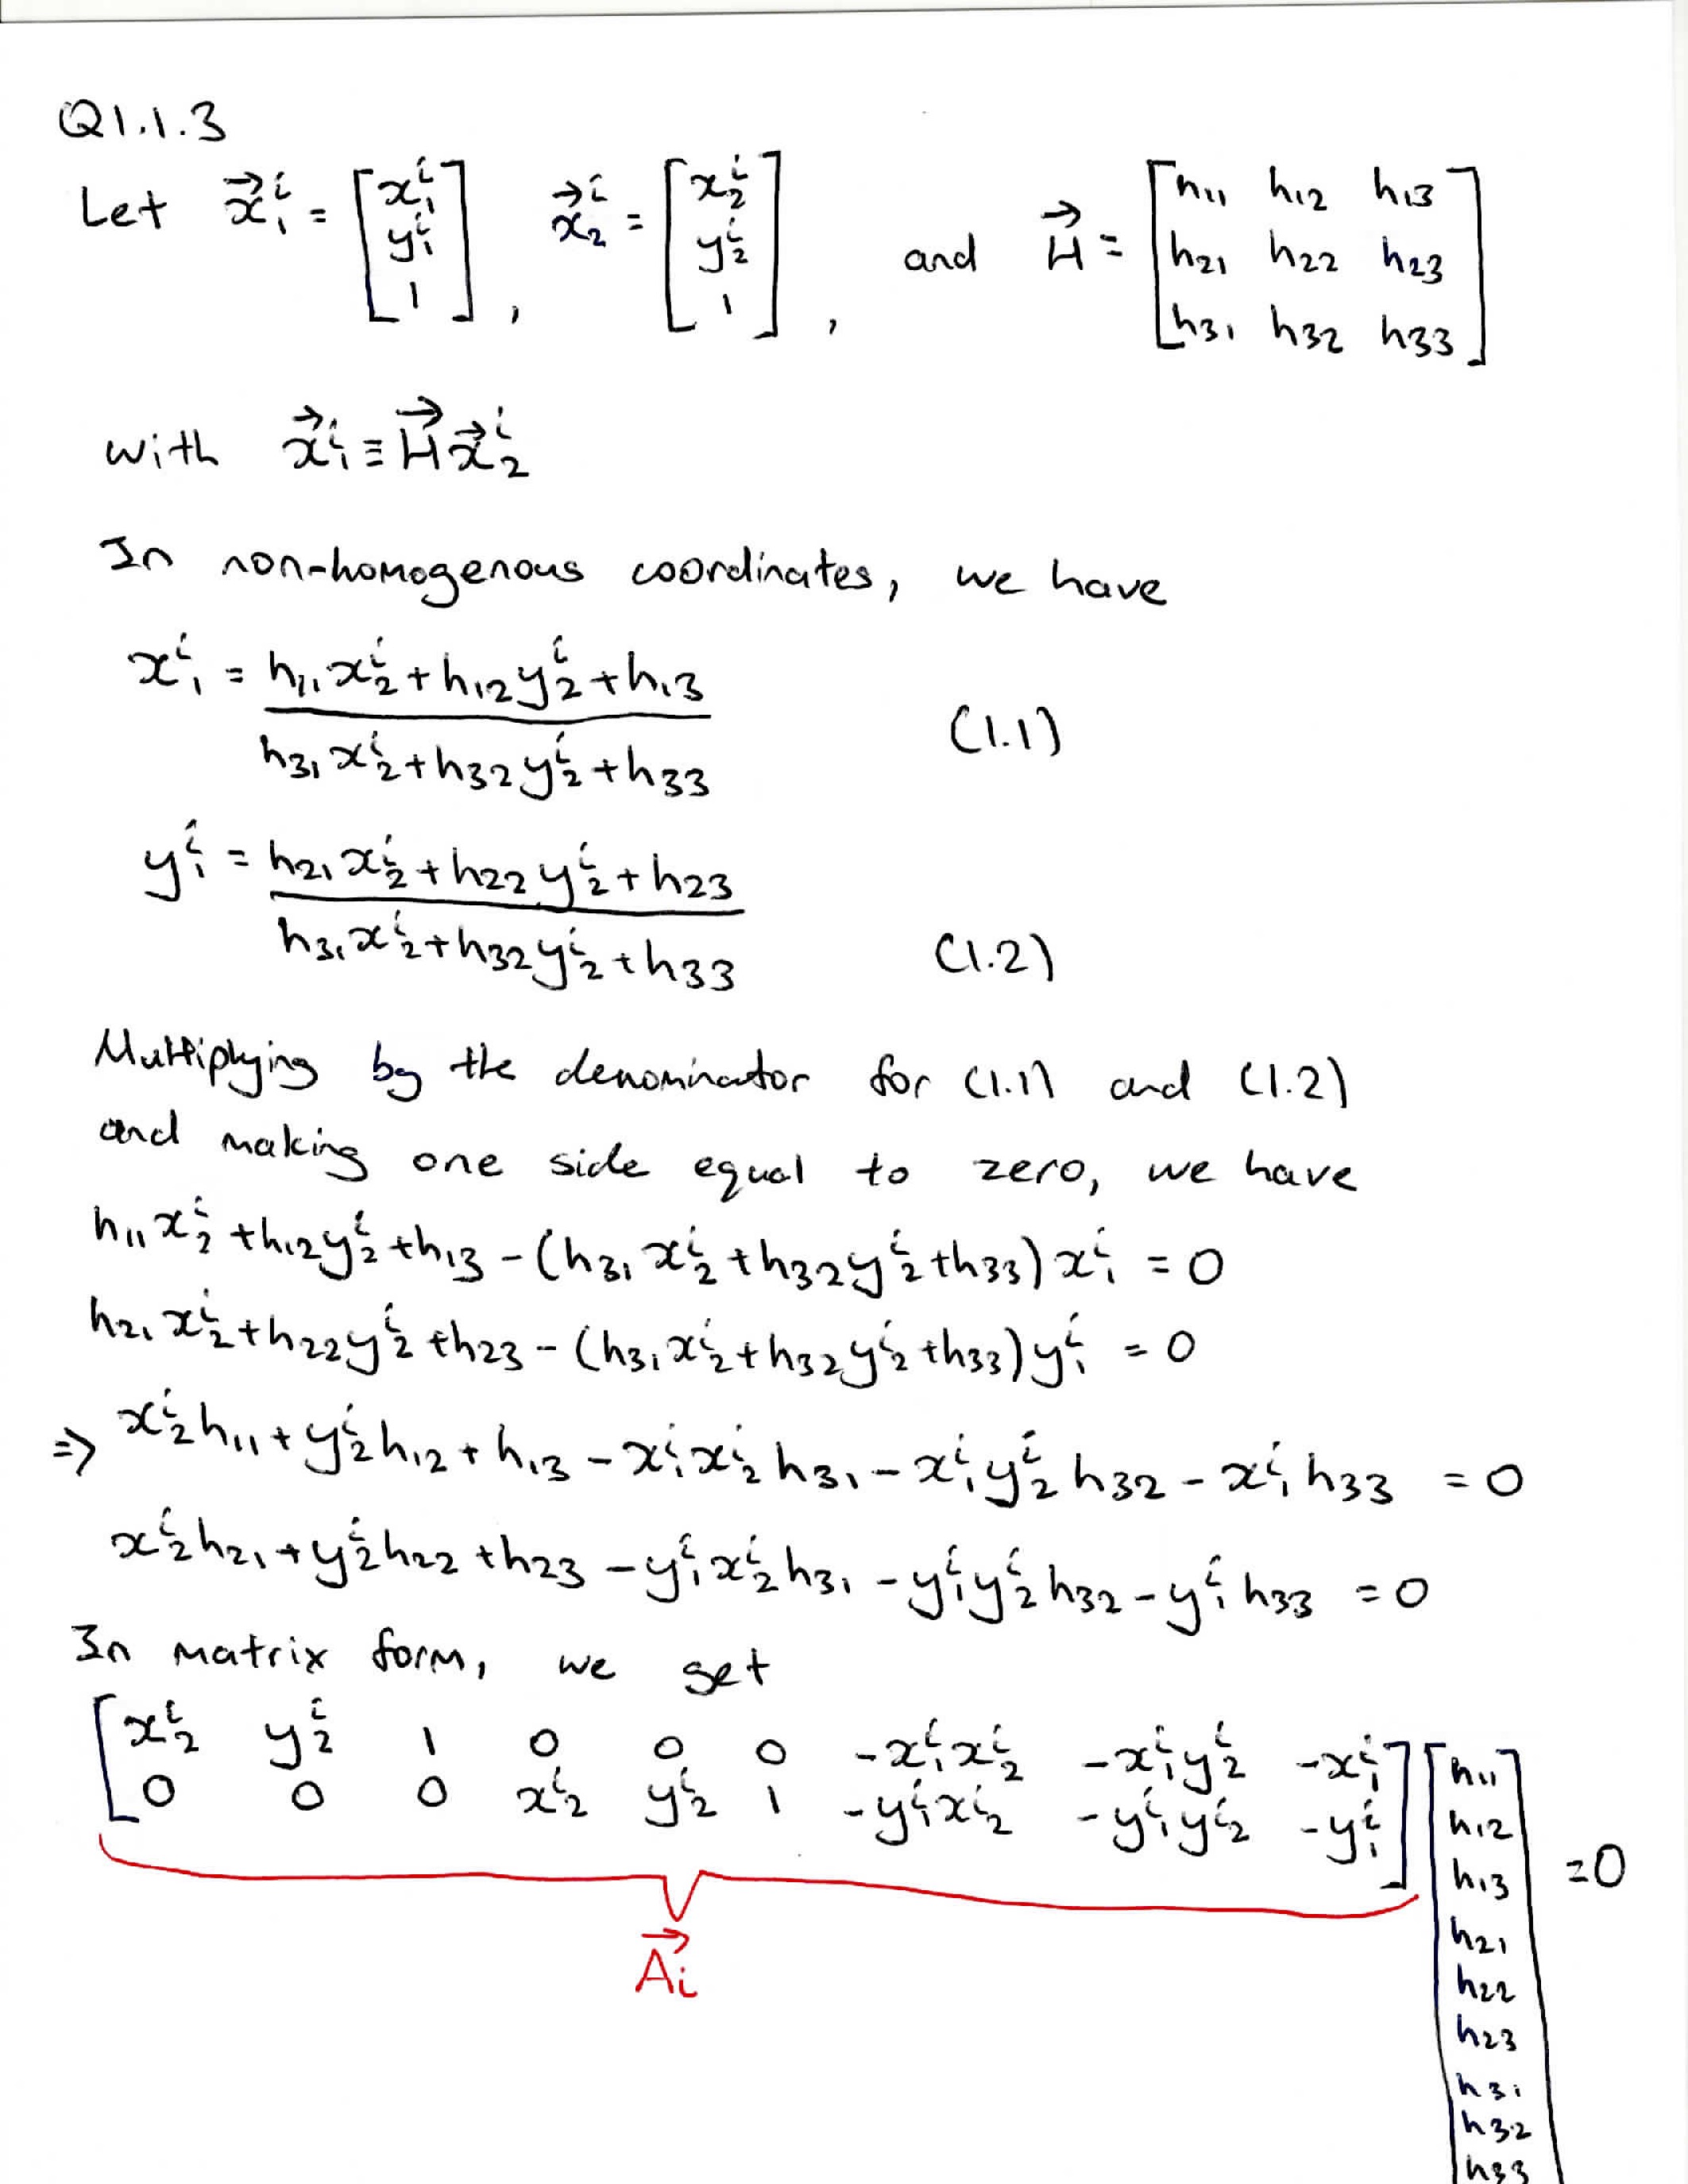 Q1.1.3
Let $\vec{x}_1^i = \begin{bmatrix} x_1^i \\ y_1^i \\ 1 \end{bmatrix}$, $\vec{x}_2^i = \begin{bmatrix} x_2^i \\ y_2^i \\ 1 \end{bmatrix}$, and $\vec{H} = \begin{bmatrix} h_{11} & h_{12} & h_{13} \\ h_{21} & h_{22} & h_{23} \\ h_{31} & h_{32} & h_{33} \end{bmatrix}$
with $\vec{x}_1^i \equiv \vec{H} \vec{x}_2^i$
In non-homogenous coordinates, we have
$x_1^i = \frac{h_{11} x_2^i + h_{12} y_2^i + h_{13}}{h_{31} x_2^i + h_{32} y_2^i + h_{33}}$ (1.1)
$y_1^i = \frac{h_{21} x_2^i + h_{22} y_2^i + h_{23}}{h_{31} x_2^i + h_{32} y_2^i + h_{33}}$ (1.2)
Multiplying by the denominator for (1.1) and (1.2)
and making one side equal to zero, we have
$h_{11} x_2^i + h_{12} y_2^i + h_{13} - (h_{31} x_2^i + h_{32} y_2^i + h_{33}) x_1^i = 0$
$h_{21} x_2^i + h_{22} y_2^i + h_{23} - (h_{31} x_2^i + h_{32} y_2^i + h_{33}) y_1^i = 0$
$\Rightarrow x_2^i h_{11} + y_2^i h_{12} + h_{13} - x_1^i x_2^i h_{31} - x_1^i y_2^i h_{32} - x_1^i h_{33} = 0$
$x_2^i h_{21} + y_2^i h_{22} + h_{23} - y_1^i x_2^i h_{31} - y_1^i y_2^i h_{32} - y_1^i h_{33} = 0$
In matrix form, we get
$\underbrace{\begin{bmatrix} x_2^i & y_2^i & 1 & 0 & 0 & 0 & -x_1^i x_2^i & -x_1^i y_2^i & -x_1^i \\ 0 & 0 & 0 & x_2^i & y_2^i & 1 & -y_1^i x_2^i & -y_1^i y_2^i & -y_1^i \end{bmatrix}}_{\vec{A}_i} \begin{bmatrix} h_{11} \\ h_{12} \\ h_{13} \\ h_{21} \\ h_{22} \\ h_{23} \\ h_{31} \\ h_{32} \\ h_{33} \end{bmatrix} = 0$